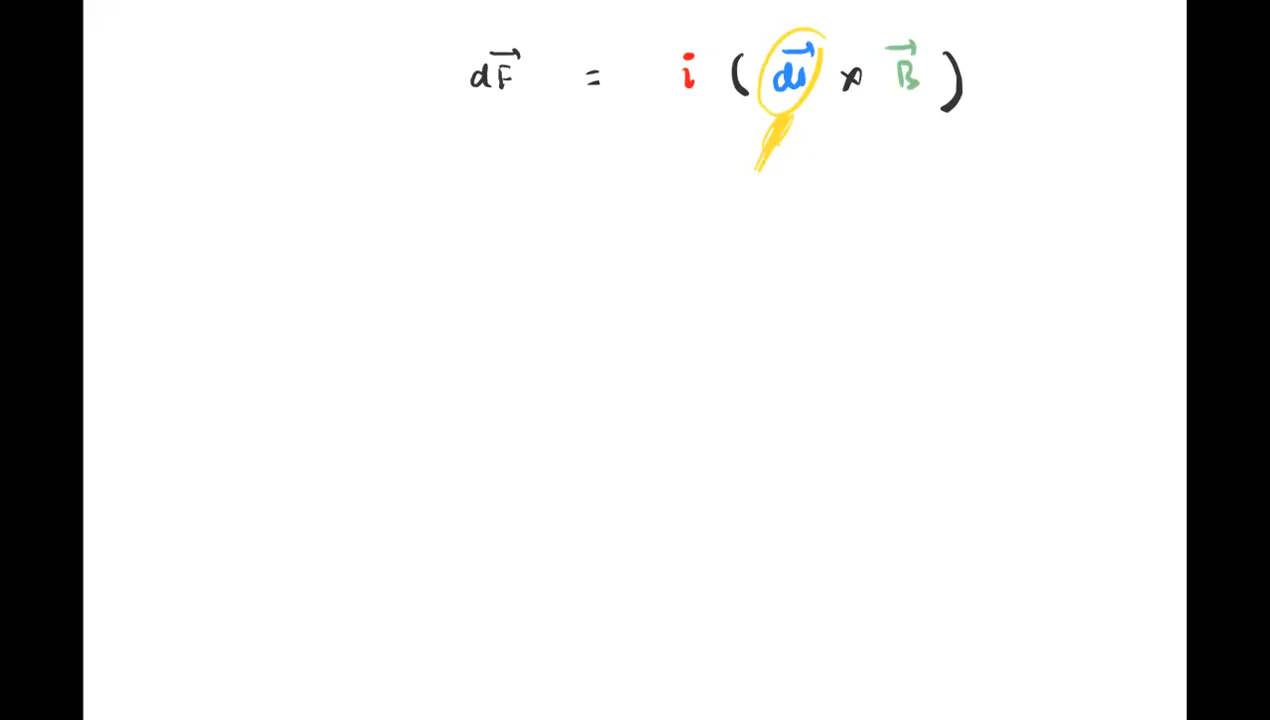 dF⃗ = i ( dl⃗ × B⃗ )